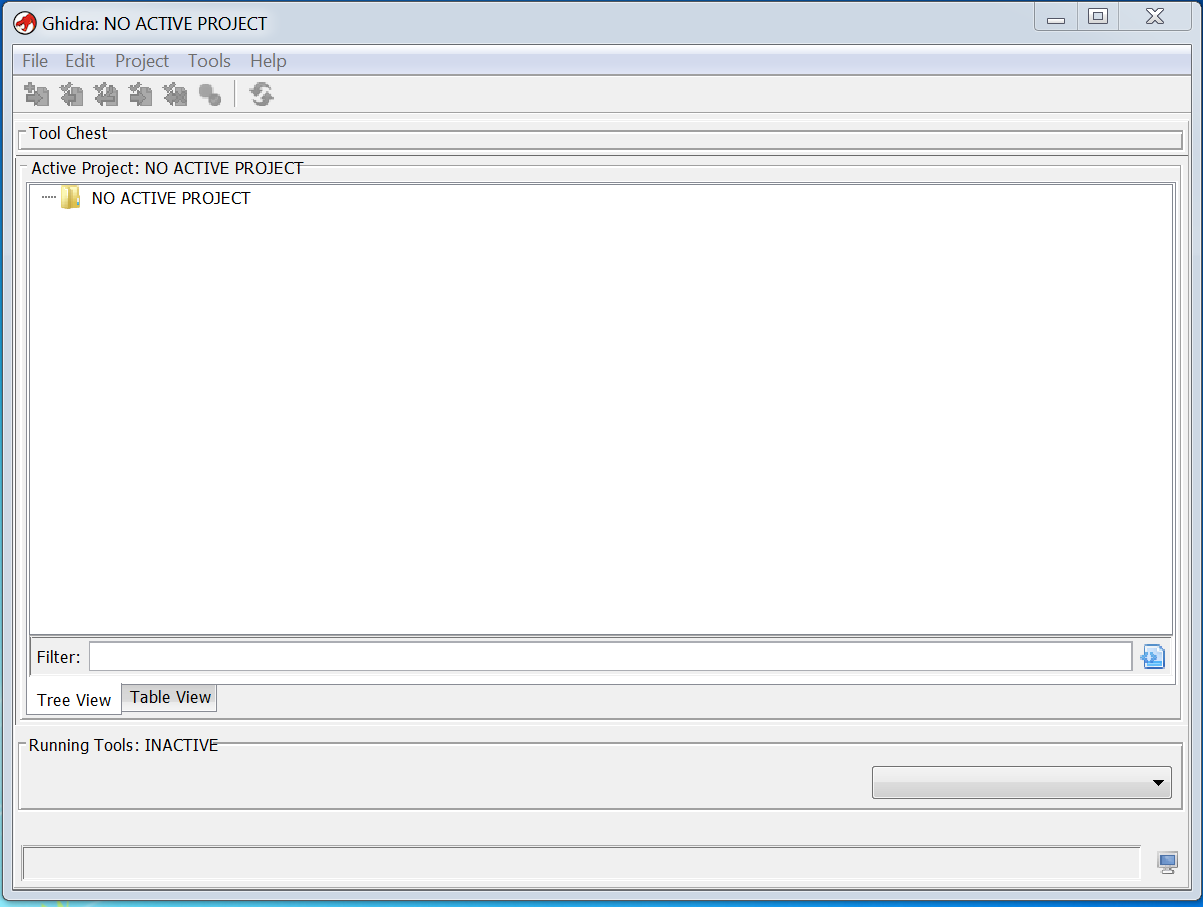 Ghidra: NO ACTIVE PROJECT
File Edit Project Tools Help
Tool Chest
Active Project: NO ACTIVE PROJECT
NO ACTIVE PROJECT
Filter:
Tree View Table View
Running Tools: INACTIVE